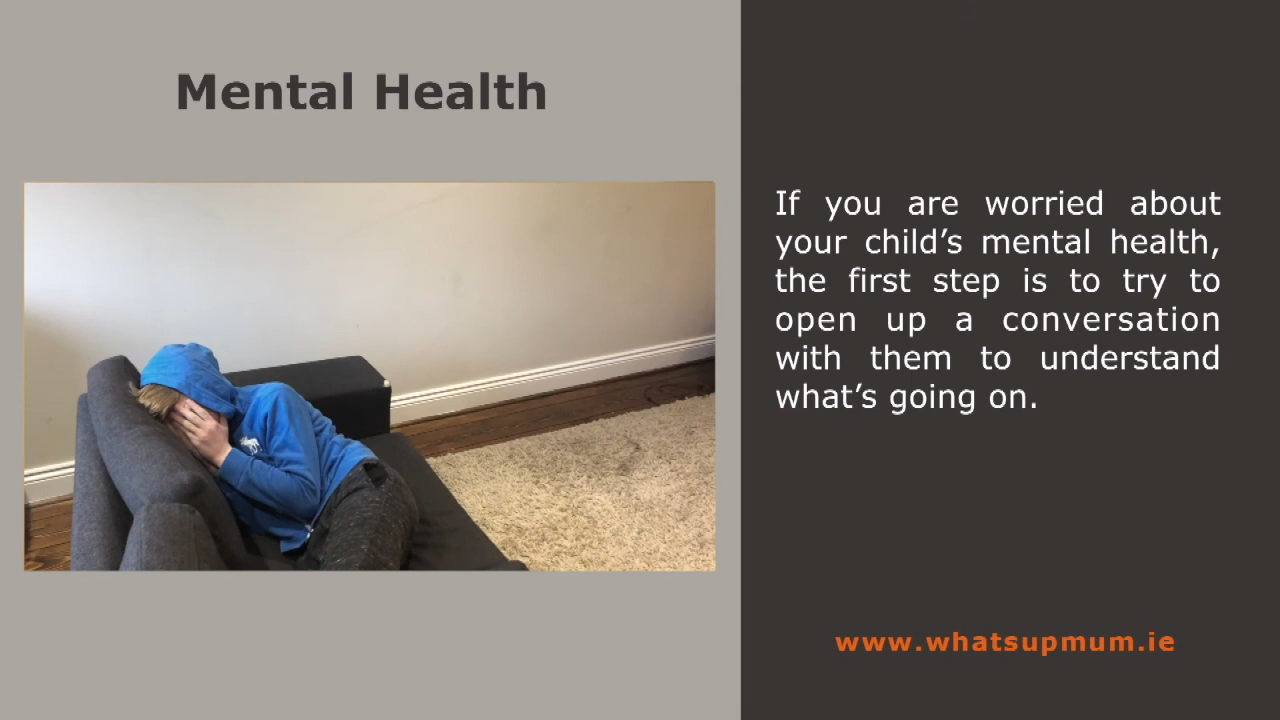 Mental Health
If you are worried about
your child’s mental health,
the first step is to try to
open up a conversation
with them to understand
what’s going on.
www.whatsupmum.ie